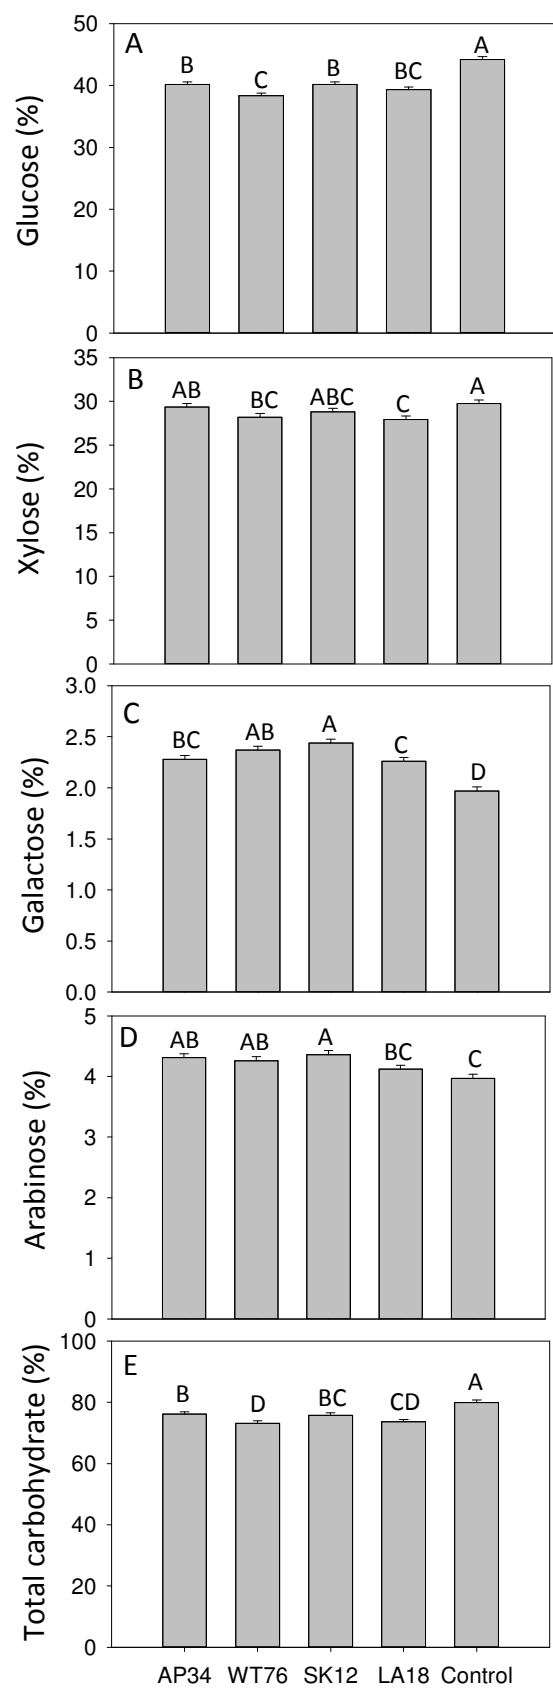 A
Glucose (%)
50
40
30
20
10
0
B
C
B
BC
A
B
Xylose (%)
35
30
25
20
15
10
5
0
AB
BC
ABC
C
A
C
Galactose (%)
3.0
2.5
2.0
1.5
1.0
0.5
0.0
BC
AB
A
C
D
D
Arabinose (%)
5
4
3
2
1
0
AB
AB
A
BC
C
E
Total carbohydrate (%)
100
80
60
40
20
0
B
D
BC
CD
A
AP34 WT76 SK12 LA18 Control